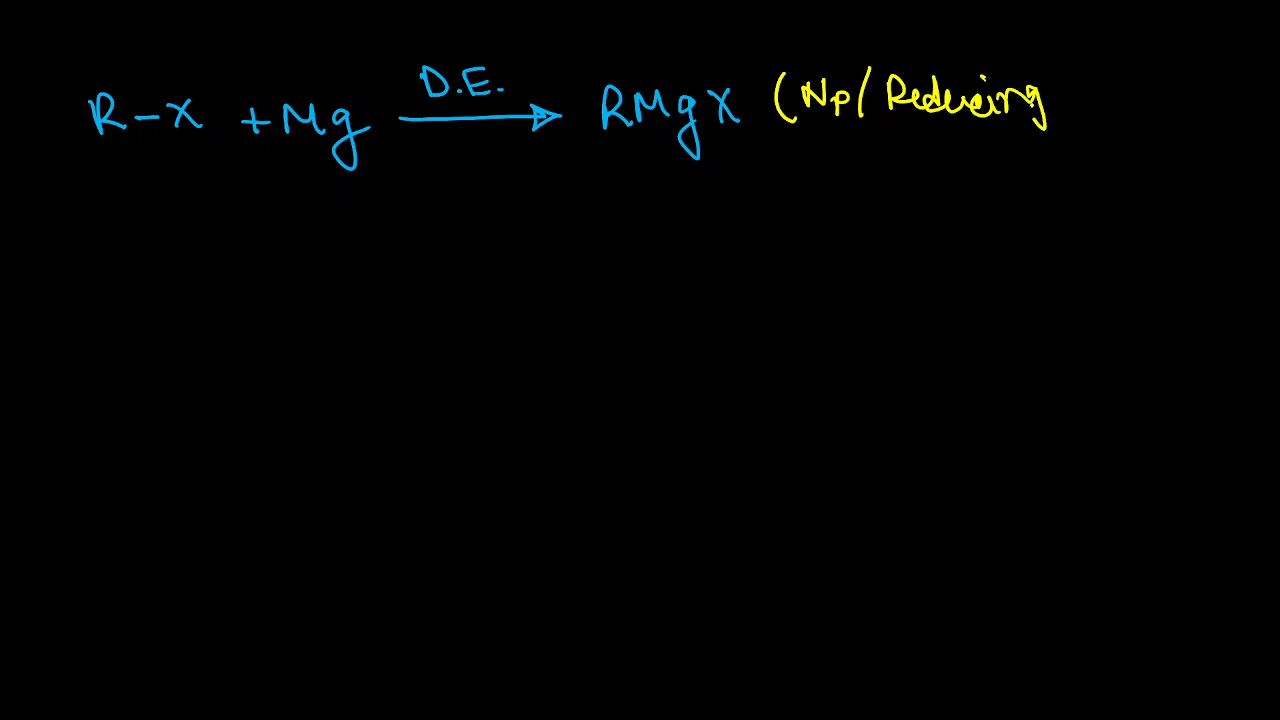 R-X + Mg D.E. → RMgX (Np/Reducing